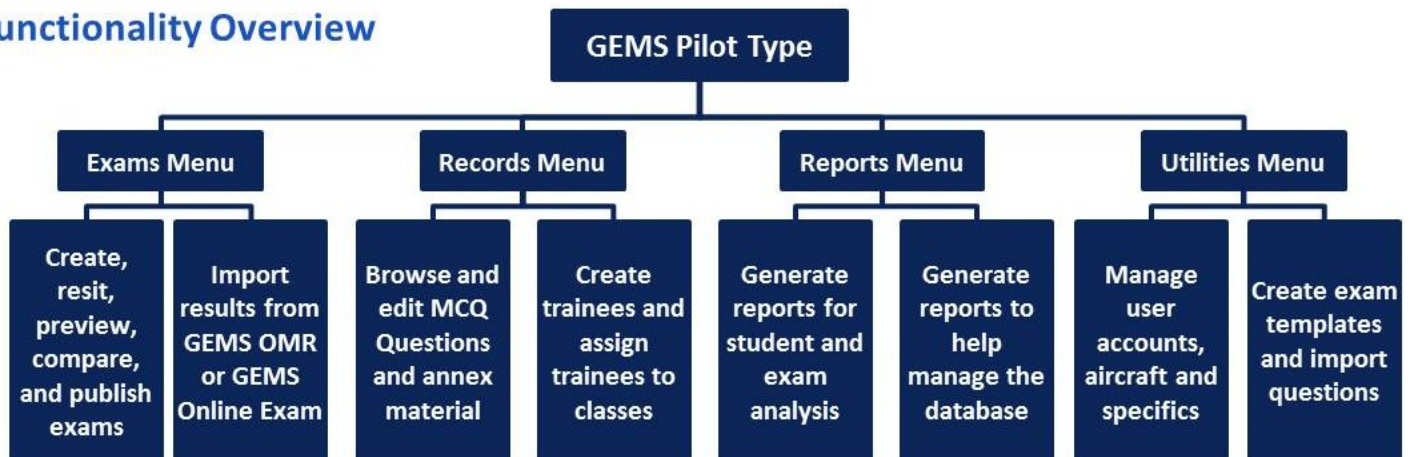 unctionality Overview
GEMS Pilot Type
Exams Menu
Records Menu
Reports Menu
Utilities Menu
Create,
resit,
preview,
compare,
and publish
exams
Import
results from
GEMS OMR
or GEMS
Online Exam
Browse and
edit MCQ
Questions
and annex
material
Create
trainees and
assign
trainees to
classes
Generate
reports for
student and
exam
analysis
Generate
reports to
help
manage the
database
Manage
user
accounts,
aircraft and
specifics
Create exam
templates
and import
questions